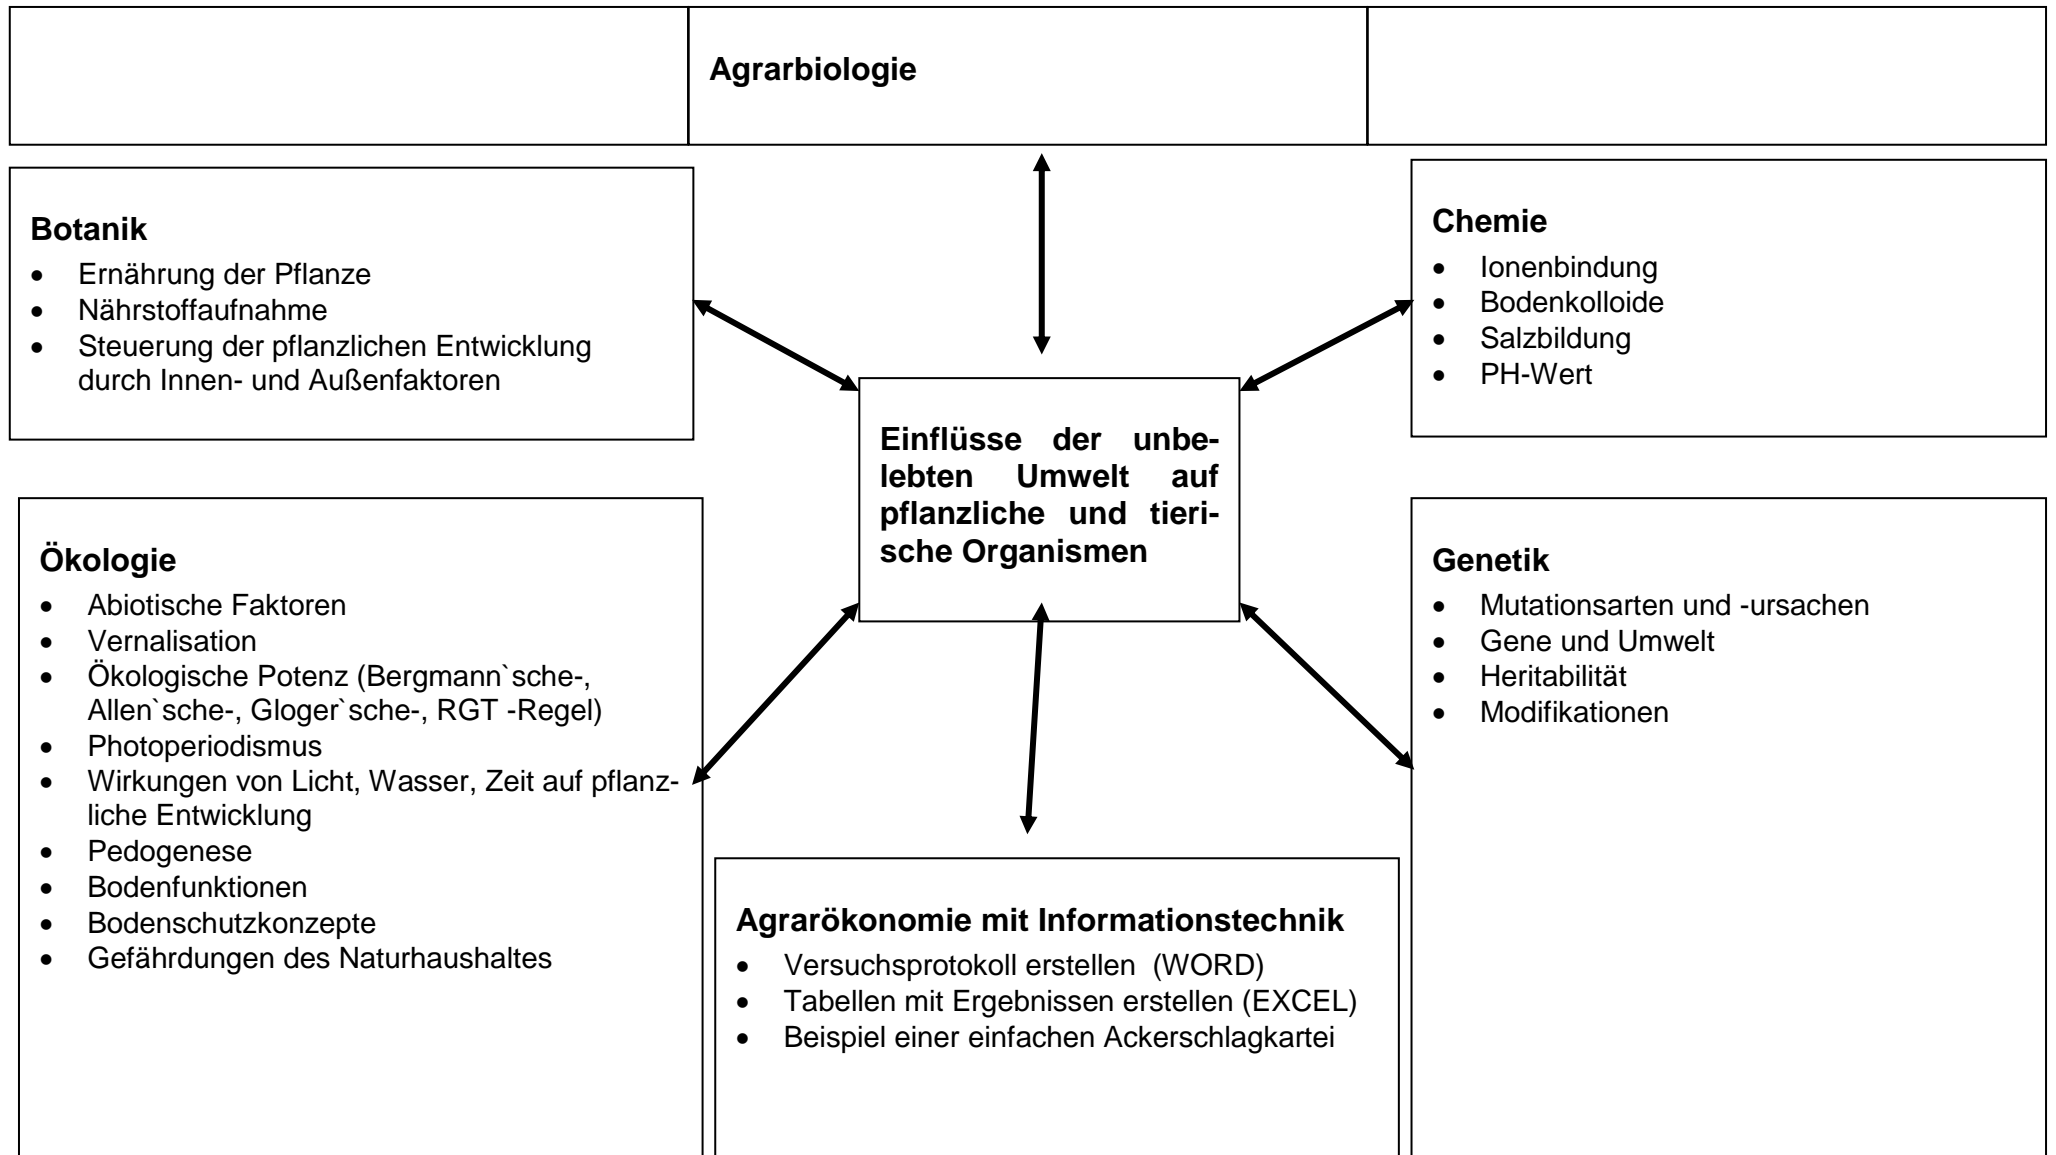 Agrarbiologie
Botanik
• Ernährung der Pflanze
• Nährstoffaufnahme
• Steuerung der pflanzlichen Entwicklung
durch Innen- und Außenfaktoren
Chemie
• Ionenbindung
• Bodenkolloide
• Salzbildung
• PH-Wert
Einflüsse der unbe-
lebten Umwelt auf
pflanzliche und tieri-
sche Organismen
Ökologie
• Abiotische Faktoren
• Vernalisation
• Ökologische Potenz (Bergmann`sche-,
Allen`sche-, Gloger`sche-, RGT -Regel)
• Photoperiodismus
• Wirkungen von Licht, Wasser, Zeit auf pflanz-
liche Entwicklung
• Pedogenese
• Bodenfunktionen
• Bodenschutzkonzepte
• Gefährdungen des Naturhaushaltes
Genetik
• Mutationsarten und -ursachen
• Gene und Umwelt
• Heritabilität
• Modifikationen
Agrarökonomie mit Informationstechnik
• Versuchsprotokoll erstellen  (WORD)
• Tabellen mit Ergebnissen erstellen (EXCEL)
• Beispiel einer einfachen Ackerschlagkartei